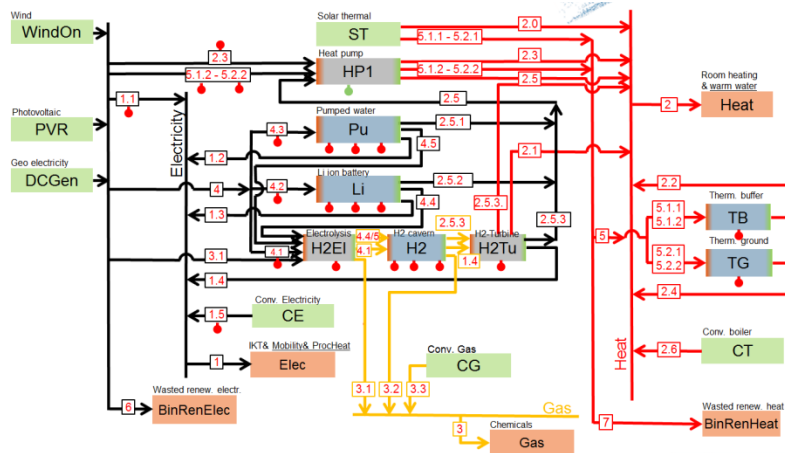 Wind
WindOn
Solar thermal
ST
2.0
5.1.1 - 5.2.1
2.3
Heat pump
HP1
2.3
5.1.2 - 5.2.2
5.1.2 - 5.2.2
2.5
Room heating
& warm water
Heat
2
1.1
2.5
Photovoltaic
PVR
Electricity
Pumped water
Pu
4.3
2.5.1
4.5
1.2
2.1
Geo electricity
DCGen
Li ion battery
Li
4
4.2
2.5.2
4.4
2.5.3.
2.2
1.3
2.5.3
2.5.3
Therm. buffer
TB
5.1.1
5.1.2
5
Electrolysis
H2El
4.4/5
4.1
4.1
H2 cavern
H2
H2-Turbine
H2Tu
1.4
3.1
Therm. ground
TG
5.2.1
5.2.2
1.4
2.4
Conv. Electricity
CE
1.5
Heat
2.6
Conv. boiler
CT
IKT& Mobility& ProcHeat
Elec
1
Conv. Gas
CG
3.1
3.2
3.3
Wasted renew. electr.
BinRenElec
6
Gas
3
Chemicals
Gas
7
Wasted renew. heat
BinRenHeat